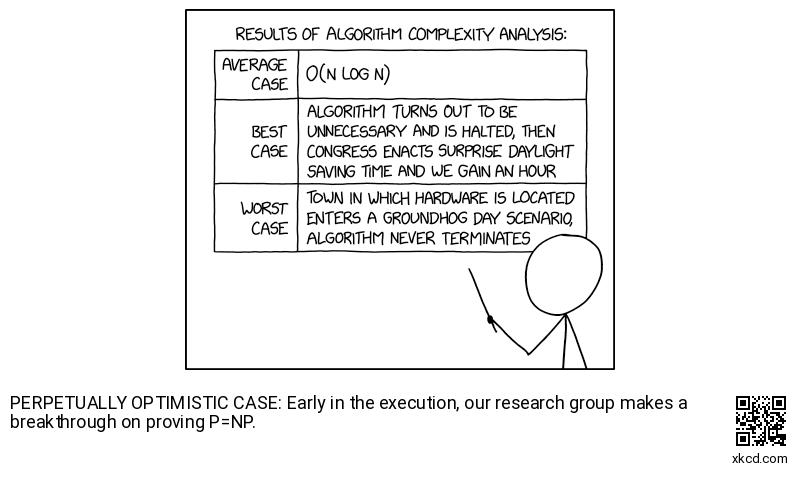 RESULTS OF ALGORITHM COMPLEXITY ANALYSIS:
AVERAGE
CASE
O(N LOG N)
BEST
CASE
ALGORITHM TURNS OUT TO BE
UNNECESSARY AND IS HALTED, THEN
CONGRESS ENACTS SURPRISE DAYLIGHT
SAVING TIME AND WE GAIN AN HOUR
WORST
CASE
TOWN IN WHICH HARDWARE IS LOCATED
ENTERS A GROUNDHOG DAY SCENARIO,
ALGORITHM NEVER TERMINATES
PERPETUALLY OPTIMISTIC CASE: Early in the execution, our research group makes a
breakthrough on proving P=NP.
xkcd.com